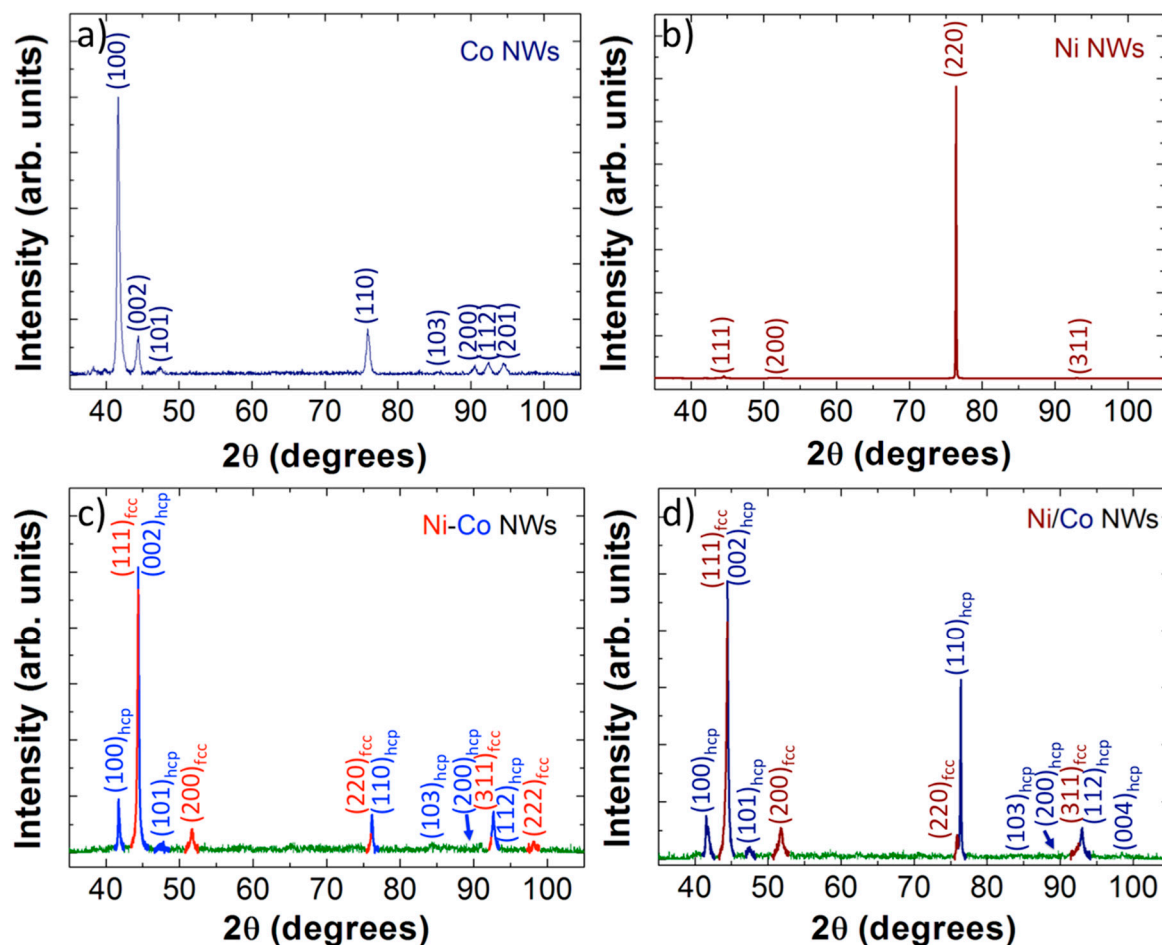 a)
Co NWs
Intensity (arb. units)
(100)
(002)
(101)
(110)
(103)
(200)
(112)
(201)
40 50 60 70 80 90 100
2θ (degrees)
b)
Ni NWs
Intensity (arb. units)
(111)
(200)
(220)
(311)
40 50 60 70 80 90 100
2θ (degrees)
c)
Ni-Co NWs
Intensity (arb. units)
(100)hcp
(111)fcc
(002)hcp
(101)hcp
(200)fcc
(220)fcc
(110)hcp
(103)hcp
(200)hcp
(311)fcc
(112)hcp
(222)fcc
40 50 60 70 80 90 100
2θ (degrees)
d)
Ni/Co NWs
Intensity (arb. units)
(100)hcp
(111)fcc
(002)hcp
(101)hcp
(200)fcc
(220)fcc
(110)hcp
(103)hcp
(200)hcp
(311)fcc
(112)hcp
(004)hcp
40 50 60 70 80 90 100
2θ (degrees)